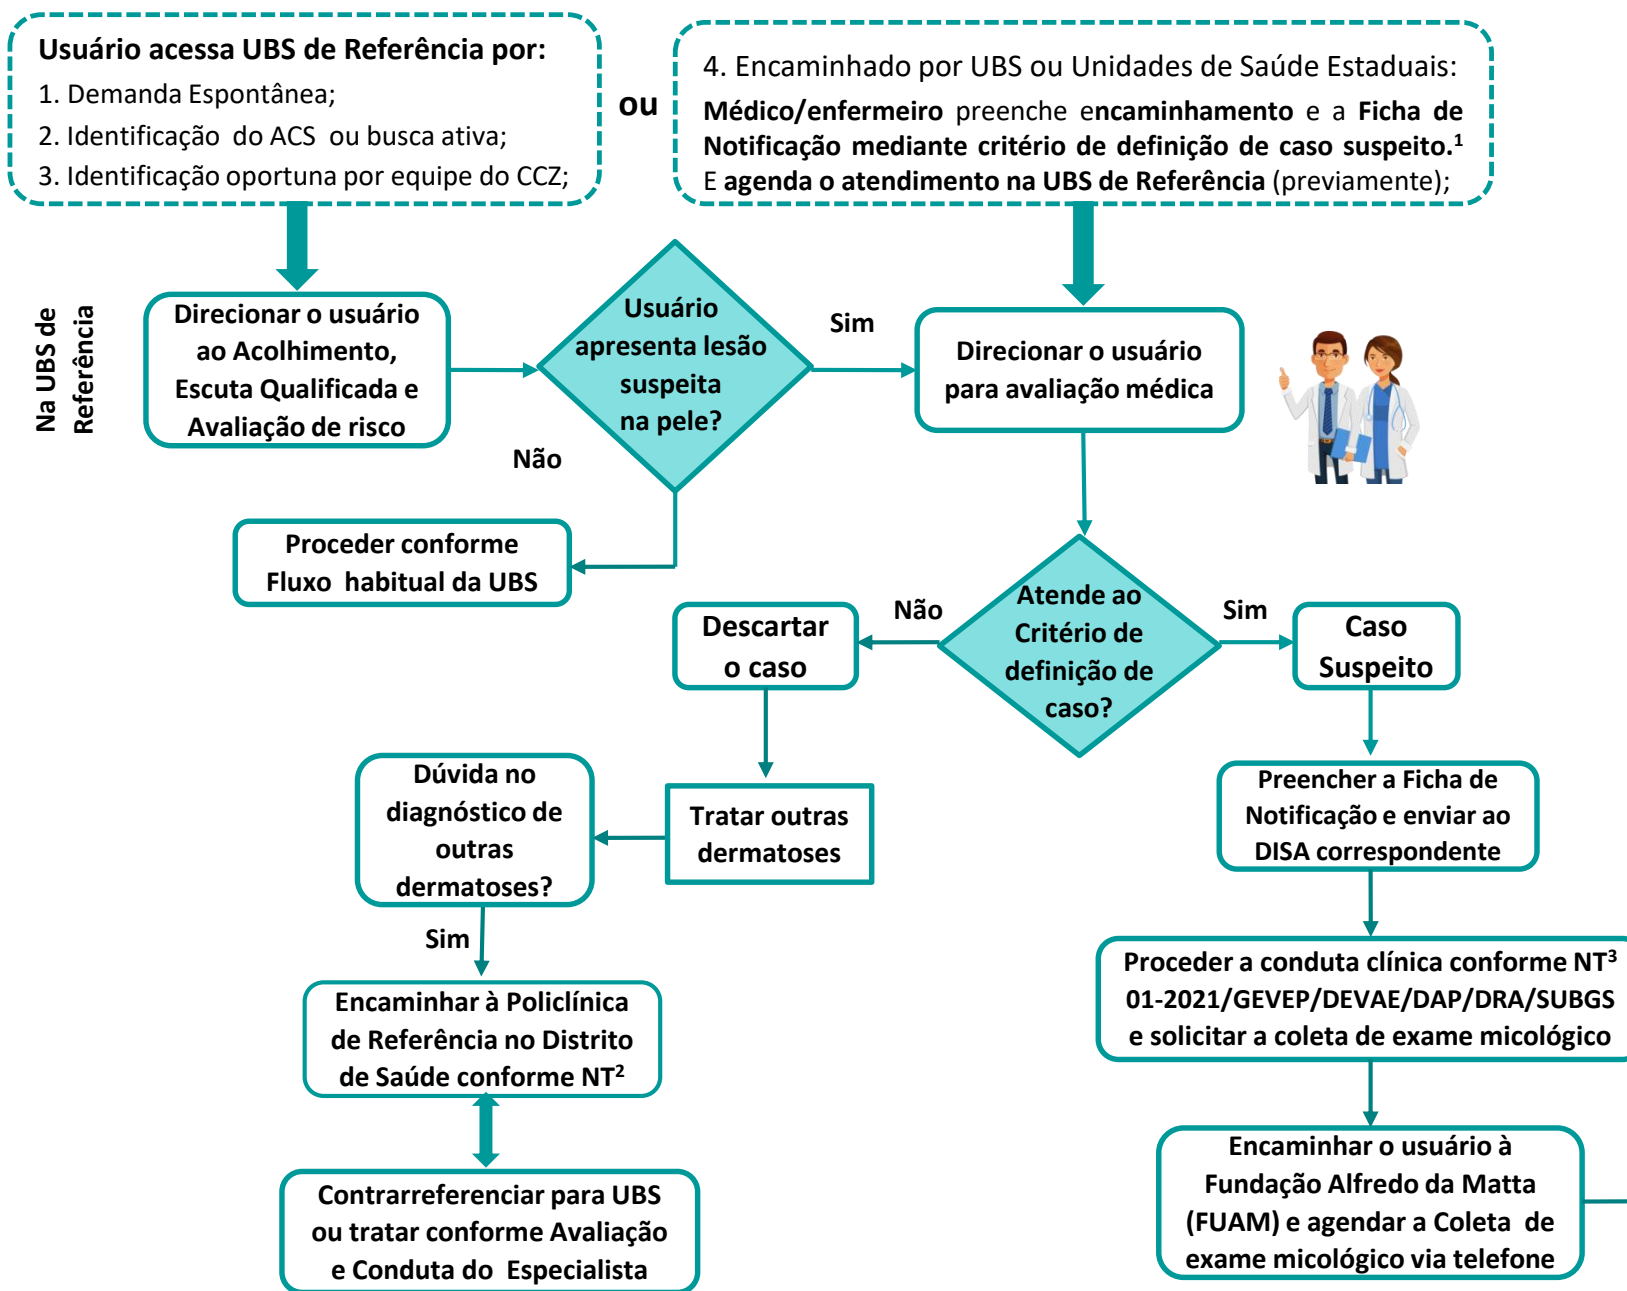 Usuário acessa UBS de Referência por:
1. Demanda Espontânea;
2. Identificação do ACS ou busca ativa;
3. Identificação oportuna por equipe do CCZ;
ou
4. Encaminhado por UBS ou Unidades de Saúde Estaduais:
Médico/enfermeiro preenche encaminhamento e a Ficha de
Notificação mediante critério de definição de caso suspeito.¹
E agenda o atendimento na UBS de Referência (previamente);
Na UBS de
Referência
Direcionar o usuário
ao Acolhimento,
Escuta Qualificada e
Avaliação de risco
Usuário
apresenta lesão
suspeita
na pele?
Sim
Direcionar o usuário
para avaliação médica
Não
Proceder conforme
Fluxo habitual da UBS
Atende ao
Critério de
definição de
caso?
Não
Sim
Descartar
o caso
Caso
Suspeito
Tratar outras
dermatoses
Dúvida no
diagnóstico de
outras
dermatoses?
Sim
Encaminhar à Policlínica
de Referência no Distrito
de Saúde conforme NT²
Contrarreferenciar para UBS
ou tratar conforme Avaliação
e Conduta do Especialista
Preencher a Ficha de
Notificação e enviar ao
DISA correspondente
Proceder a conduta clínica conforme NT³
01-2021/GEVEP/DEVAE/DAP/DRA/SUBGS
e solicitar a coleta de exame micológico
Encaminhar o usuário à
Fundação Alfredo da Matta
(FUAM) e agendar a Coleta de
exame micológico via telefone